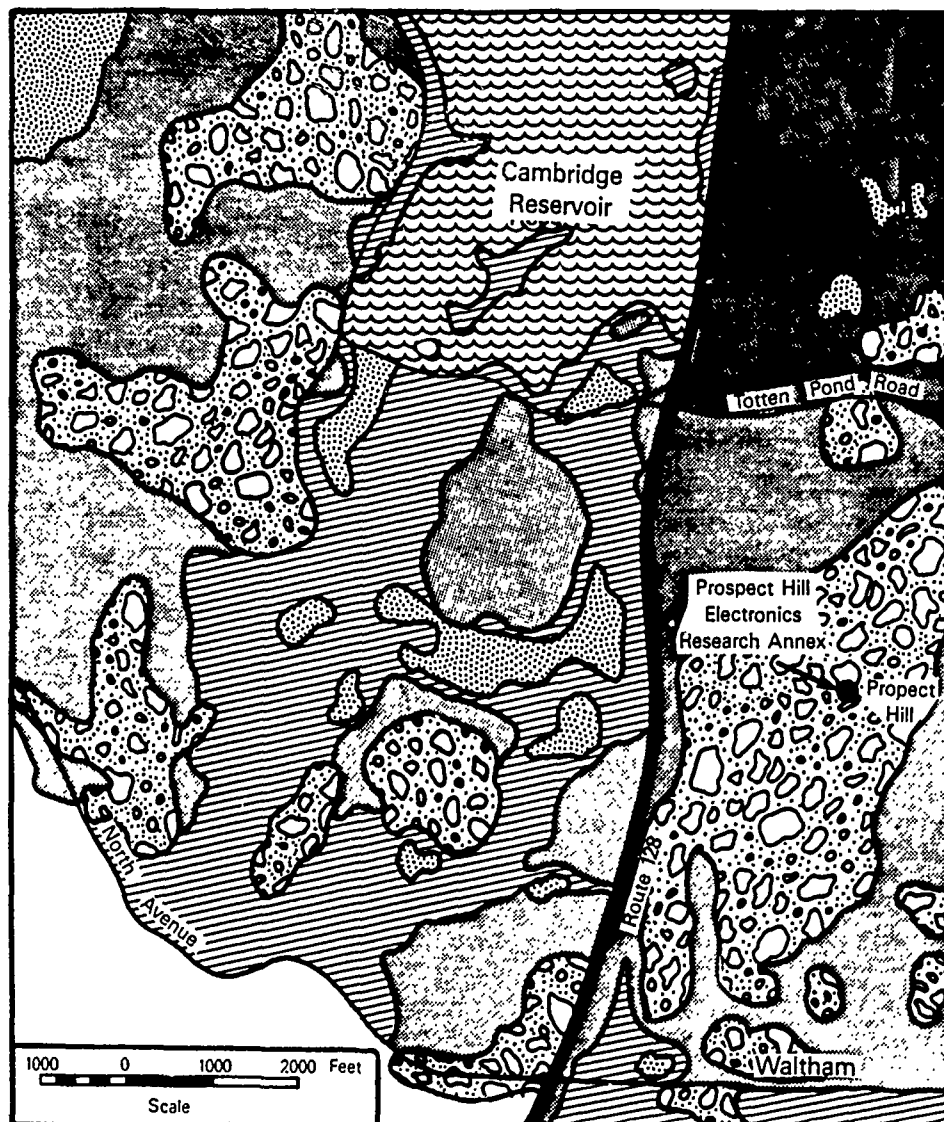 Cambridge
Reservoir
Totten Pond Road
Prospect Hill
Electronics
Research Annex
Propect
Hill
Route 128
North
Avenue
Waltham
1000 0 1000 2000 Feet
Scale